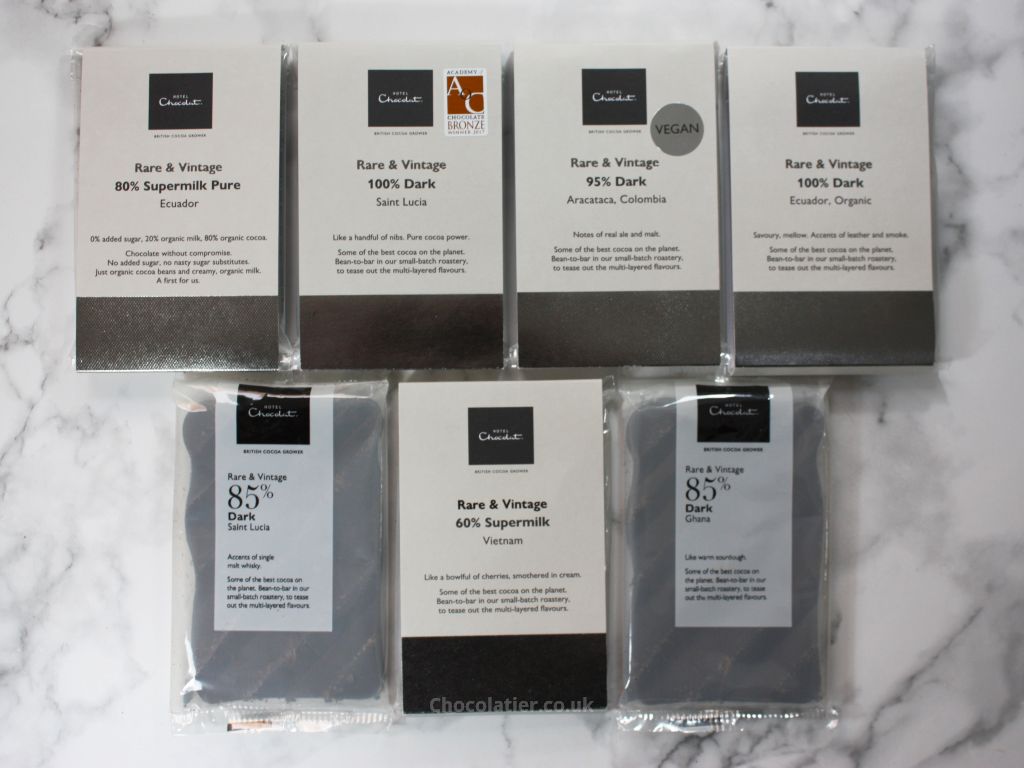 HOTEL
Chocolat.
BRITISH COCOA GROWER
Rare & Vintage
80% Supermilk Pure
Ecuador
0% added sugar, 20% organic milk, 80% organic cocoa.
Chocolate without compromise.
No added sugar, no nasty sugar substitutes.
Just organic cocoa beans and creamy, organic milk.
A first for us.
HOTEL
Chocolat.
BRITISH COCOA GROWER
ACADEMY of
AoC
CHOCOLATE
BRONZE
WINNER 2017
Rare & Vintage
100% Dark
Saint Lucia
Like a handful of nibs. Pure cocoa power.
Some of the best cocoa on the planet.
Bean-to-bar in our small-batch roastery,
to tease out the multi-layered flavours.
HOTEL
Chocolat.
BRITISH COCOA GROWER
VEGAN
Rare & Vintage
95% Dark
Aracataca, Colombia
Notes of real ale and malt.
Some of the best cocoa on the planet.
Bean-to-bar in our small-batch roastery,
to tease out the multi-layered flavours.
HOTEL
Chocolat.
BRITISH COCOA GROWER
Rare & Vintage
100% Dark
Ecuador, Organic
Savoury, mellow. Accents of leather and smoke.
Some of the best cocoa on the planet.
Bean-to-bar in our small-batch roastery,
to tease out the multi-layered flavours.
HOTEL
Chocolat.
BRITISH COCOA GROWER
Rare & Vintage
85%
Dark
Saint Lucia
Accents of single
malt whisky.
Some of the best cocoa on
the planet. Bean-to-bar in our
small-batch roastery, to tease
out the multi-layered flavours.
HOTEL
Chocolat.
BRITISH COCOA GROWER
Rare & Vintage
60% Supermilk
Vietnam
Like a bowlful of cherries, smothered in cream.
Some of the best cocoa on the planet.
Bean-to-bar in our small-batch roastery,
to tease out the multi-layered flavours.
HOTEL
Chocolat.
BRITISH COCOA GROWER
Rare & Vintage
85%
Dark
Ghana
Like warm sourdough.
Some of the best cocoa on
the planet. Bean-to-bar in our
small-batch roastery, to tease
out the multi-layered flavours.
Chocolatier.co.uk